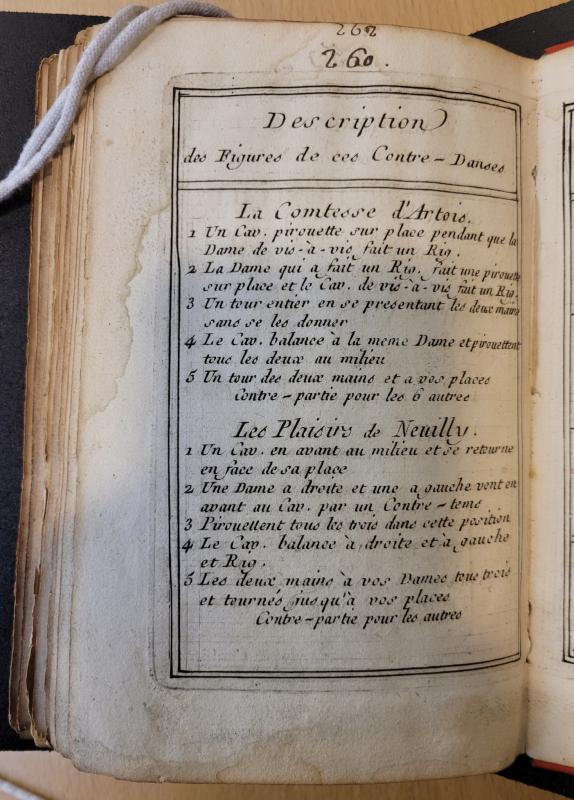 262
260.
Description
des Figures de ces Contre-Danses
La Comtesse d'Artois.
1 Un Cav. pirouette sur place pendant que la
Dame de vis-à-vis fait un Rig.
2 La Dame qui a fait un Rig. fait une pirouette
sur place et le Cav. de vis-à-vis fait un Rig.
3 Un tour entier en se presentant les deux mains
sans se les donner
4 Le Cav. balance à la meme Dame et pirouettent
tous les deux au milieu
5 Un tour des deux mains et a vos places
Contre-partie pour les 6 autres
Les Plaisirs de Neuilly.
1 Un Cav. en avant au milieu et se retourne
en face de sa place
2 Une Dame a droite et une a gauche vont en
avant au Cav. par un Contre-tems
3 Pirouettent tous les trois dans cette position
4 Le Cav. balance à droite et à gauche
et Rig.
5 Les deux mains à vos Dames tous trois
et tournés jusqu'à vos places
Contre-partie pour les autres